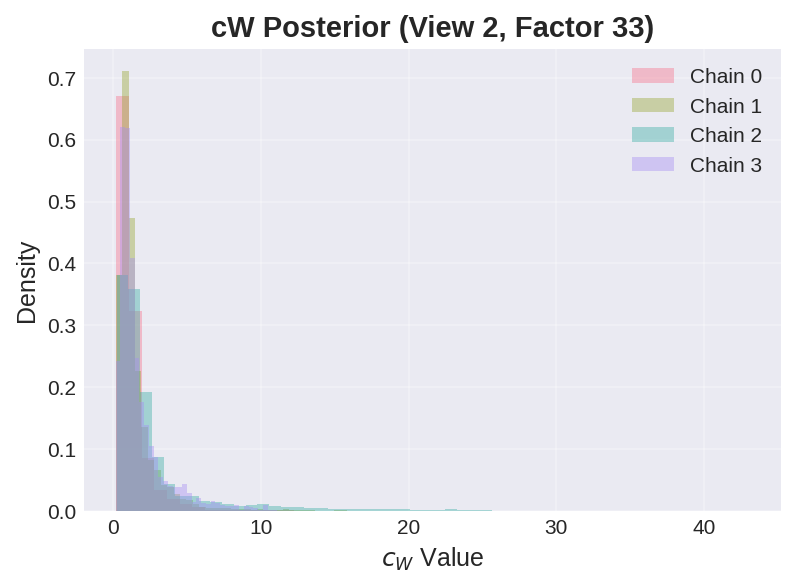 cW Posterior (View 2, Factor 33)
Chain 0
Chain 1
Chain 2
Chain 3
Density
0.7
0.6
0.5
0.4
0.3
0.2
0.1
0.0
0 10 20 30 40
c_W Value